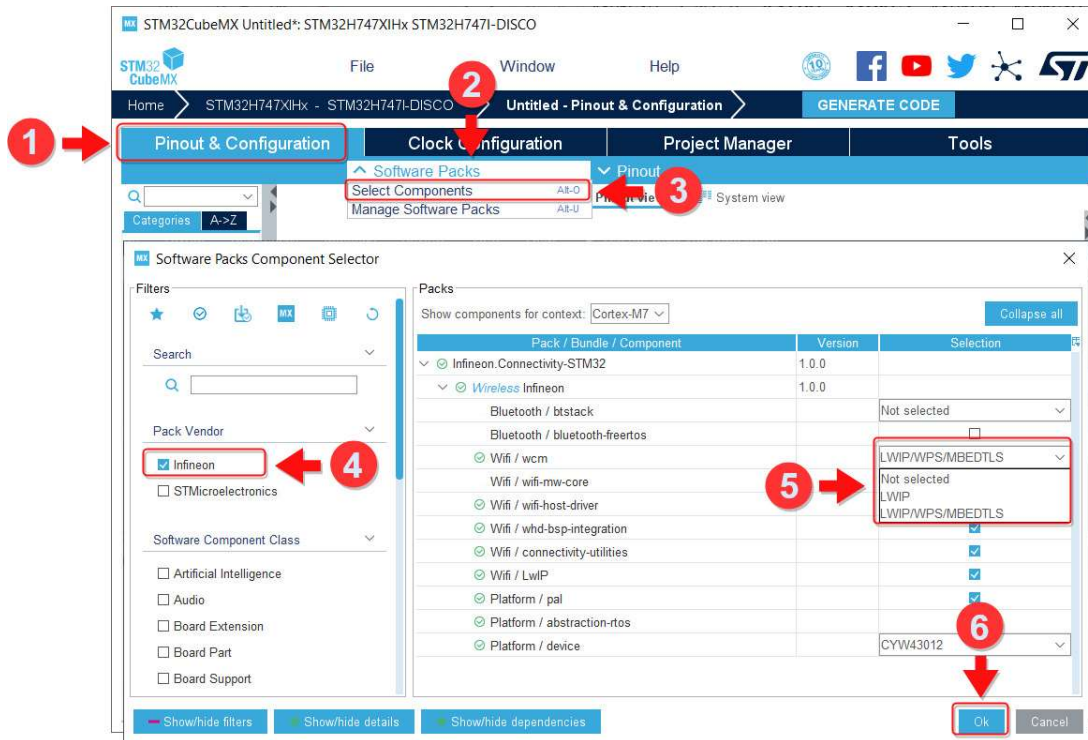 MX STM32CubeMX Untitled*: STM32H747XIHx STM32H747I-DISCO
STM32
CubeMX
File
Window
Help
10
ST
2
Home
STM32H747XIHx - STM32H747I-DISCO
Untitled - Pinout & Configuration
GENERATE CODE
1
Pinout & Configuration
Clock Configuration
Project Manager
Tools
Software Packs
Pinout
Select Components Alt-O
Manage Software Packs Alt-U
3
System view
Categories
A->Z
MX Software Packs Component Selector
Filters
MX
Search
Pack Vendor
Infineon
4
STMicroelectronics
Software Component Class
Artificial Intelligence
Audio
Board Extension
Board Part
Board Support
Packs
Show components for context: Cortex-M7
Collapse all
Pack / Bundle / Component Version Selection
Infineon.Connectivity-STM32 1.0.0
Wireless Infineon 1.0.0
Bluetooth / btstack Not selected
Bluetooth / bluetooth-freertos
Wifi / wcm LWIP/WPS/MBEDTLS
5
Not selected
LWIP
LWIP/WPS/MBEDTLS
Wifi / wifi-mw-core
Wifi / wifi-host-driver
Wifi / whd-bsp-integration
Wifi / connectivity-utilities
Wifi / LwIP
Platform / pal
Platform / abstraction-rtos
Platform / device CYW43012
6
Show/hide filters
Show/hide details
Show/hide dependencies
Ok
Cancel